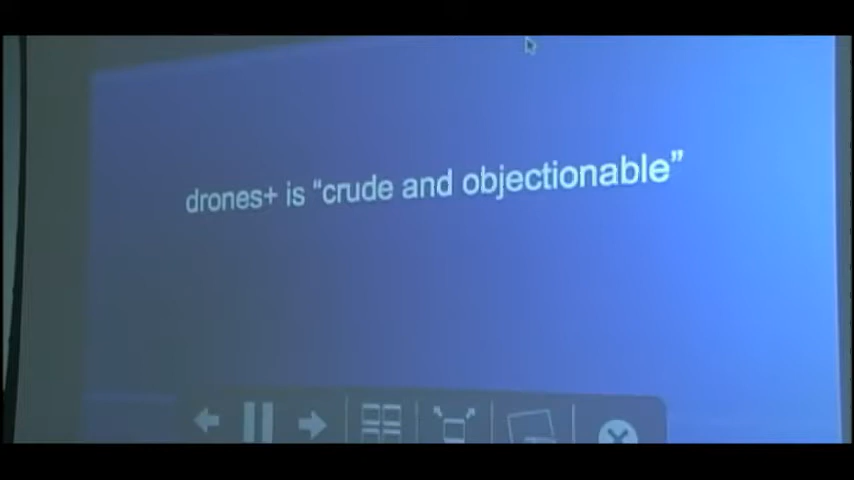 drones+ is “crude and objectionable”